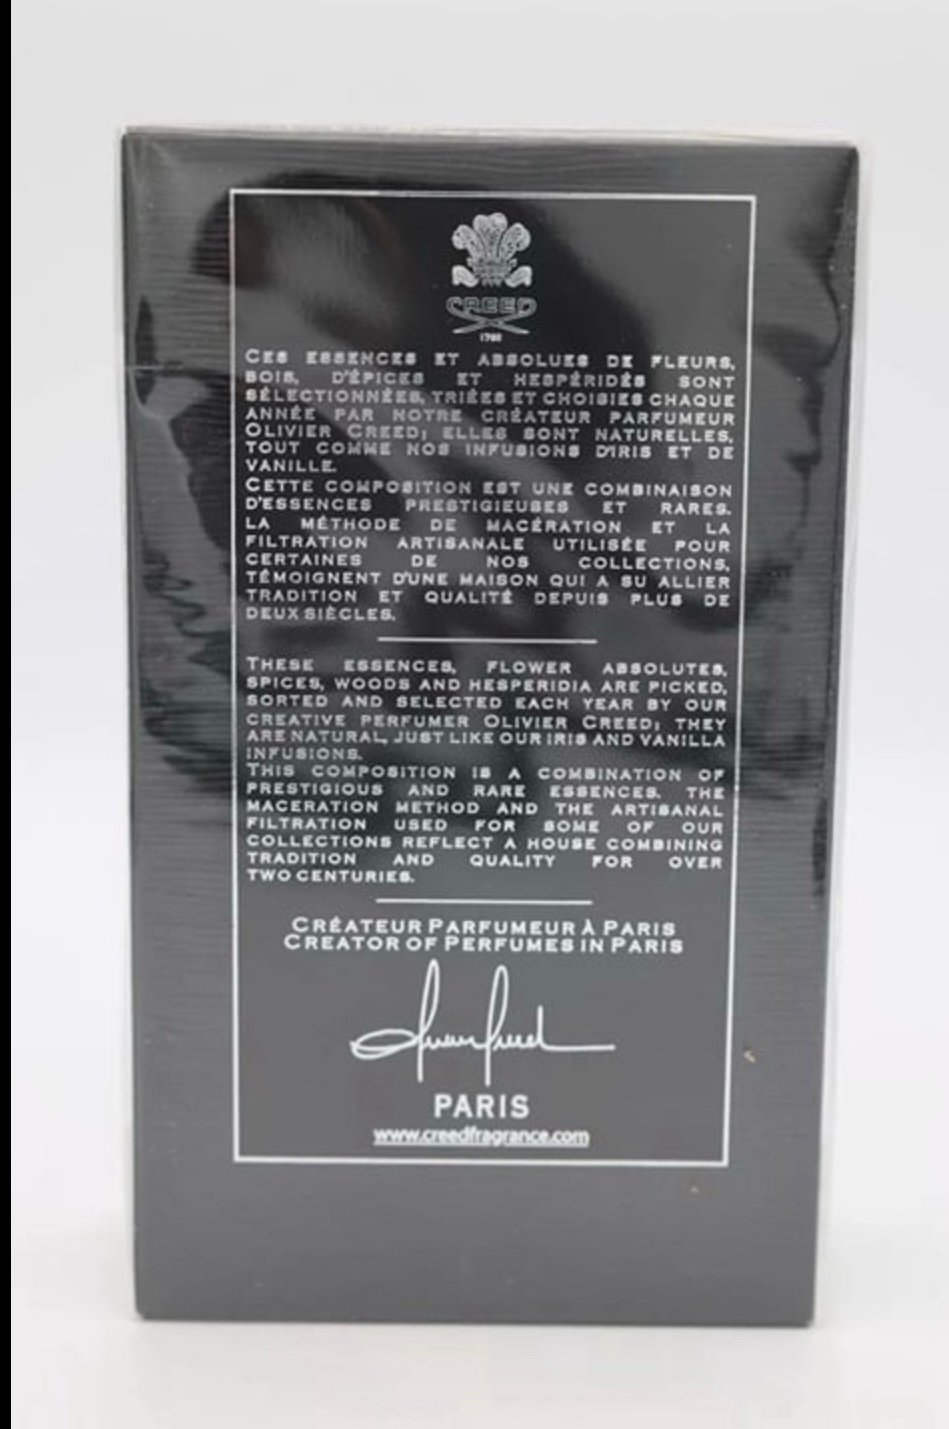 CREED
1760
CES ESSENCES ET ABSOLUES DE FLEURS,
BOIS, D'ÉPICES ET HESPÉRIDÉS SONT
SÉLECTIONNÉES, TRIÉES ET CHOISIES CHAQUE
ANNÉE PAR NOTRE CRÉATEUR PARFUMEUR
OLIVIER CREED; ELLES SONT NATURELLES,
TOUT COMME NOS INFUSIONS D'IRIS ET DE
VANILLE.
CETTE COMPOSITION EST UNE COMBINAISON
D'ESSENCES PRESTIGIEUSES ET RARES.
LA MÉTHODE DE MACÉRATION ET LA
FILTRATION ARTISANALE UTILISÉE POUR
CERTAINES DE NOS COLLECTIONS,
TÉMOIGNENT D'UNE MAISON QUI A SU ALLIER
TRADITION ET QUALITÉ DEPUIS PLUS DE
DEUX SIÈCLES.
THESE ESSENCES, FLOWER ABSOLUTES,
SPICES, WOODS AND HESPERIDIA ARE PICKED,
SORTED AND SELECTED EACH YEAR BY OUR
CREATIVE PERFUMER OLIVIER CREED; THEY
ARE NATURAL, JUST LIKE OUR IRIS AND VANILLA
INFUSIONS.
THIS COMPOSITION IS A COMBINATION OF
PRESTIGIOUS AND RARE ESSENCES. THE
MACERATION METHOD AND THE ARTISANAL
FILTRATION USED FOR SOME OF OUR
COLLECTIONS REFLECT A HOUSE COMBINING
TRADITION AND QUALITY FOR OVER
TWO CENTURIES.
CRÉATEUR PARFUMEUR À PARIS
CREATOR OF PERFUMES IN PARIS
PARIS
www.creedfragrance.com